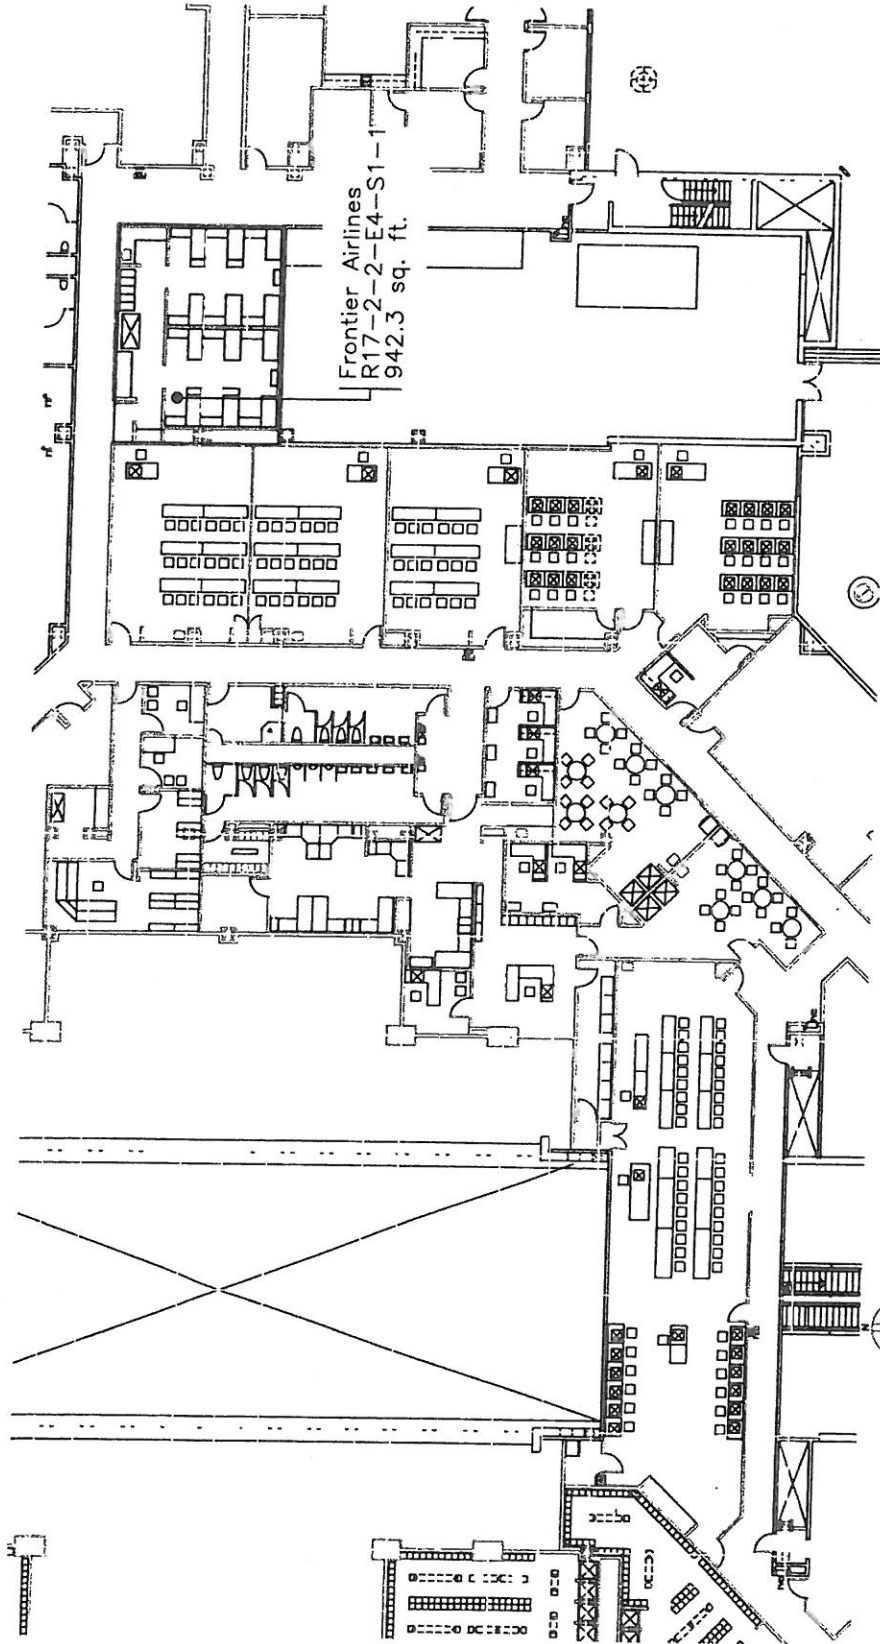 Frontier Airlines
R17-2-2-E4-S1-1
942.3 sq. ft.